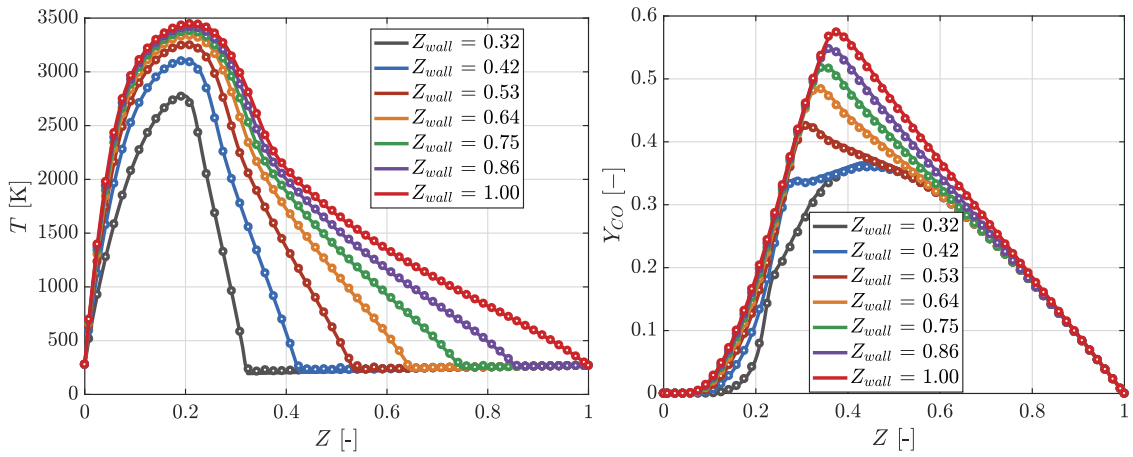 3500
3000
2500
2000
1500
1000
500
0
T [K]
0
0.2
0.4
0.6
0.8
1
Z [-]
Z_wall = 0.32
Z_wall = 0.42
Z_wall = 0.53
Z_wall = 0.64
Z_wall = 0.75
Z_wall = 0.86
Z_wall = 1.00
0.6
0.5
0.4
0.3
0.2
0.1
0
Y_CO [−]
0
0.2
0.4
0.6
0.8
1
Z [-]
Z_wall = 0.32
Z_wall = 0.42
Z_wall = 0.53
Z_wall = 0.64
Z_wall = 0.75
Z_wall = 0.86
Z_wall = 1.00